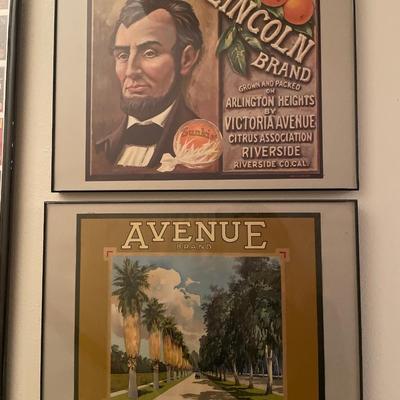 LINCOLN
BRAND
GROWN AND PACKED
ON
ARLINGTON HEIGHTS
BY
VICTORIA AVENUE
CITRUS ASSOCIATION
RIVERSIDE
RIVERSIDE CO. CAL.
Sunkist
AVENUE
BRAND